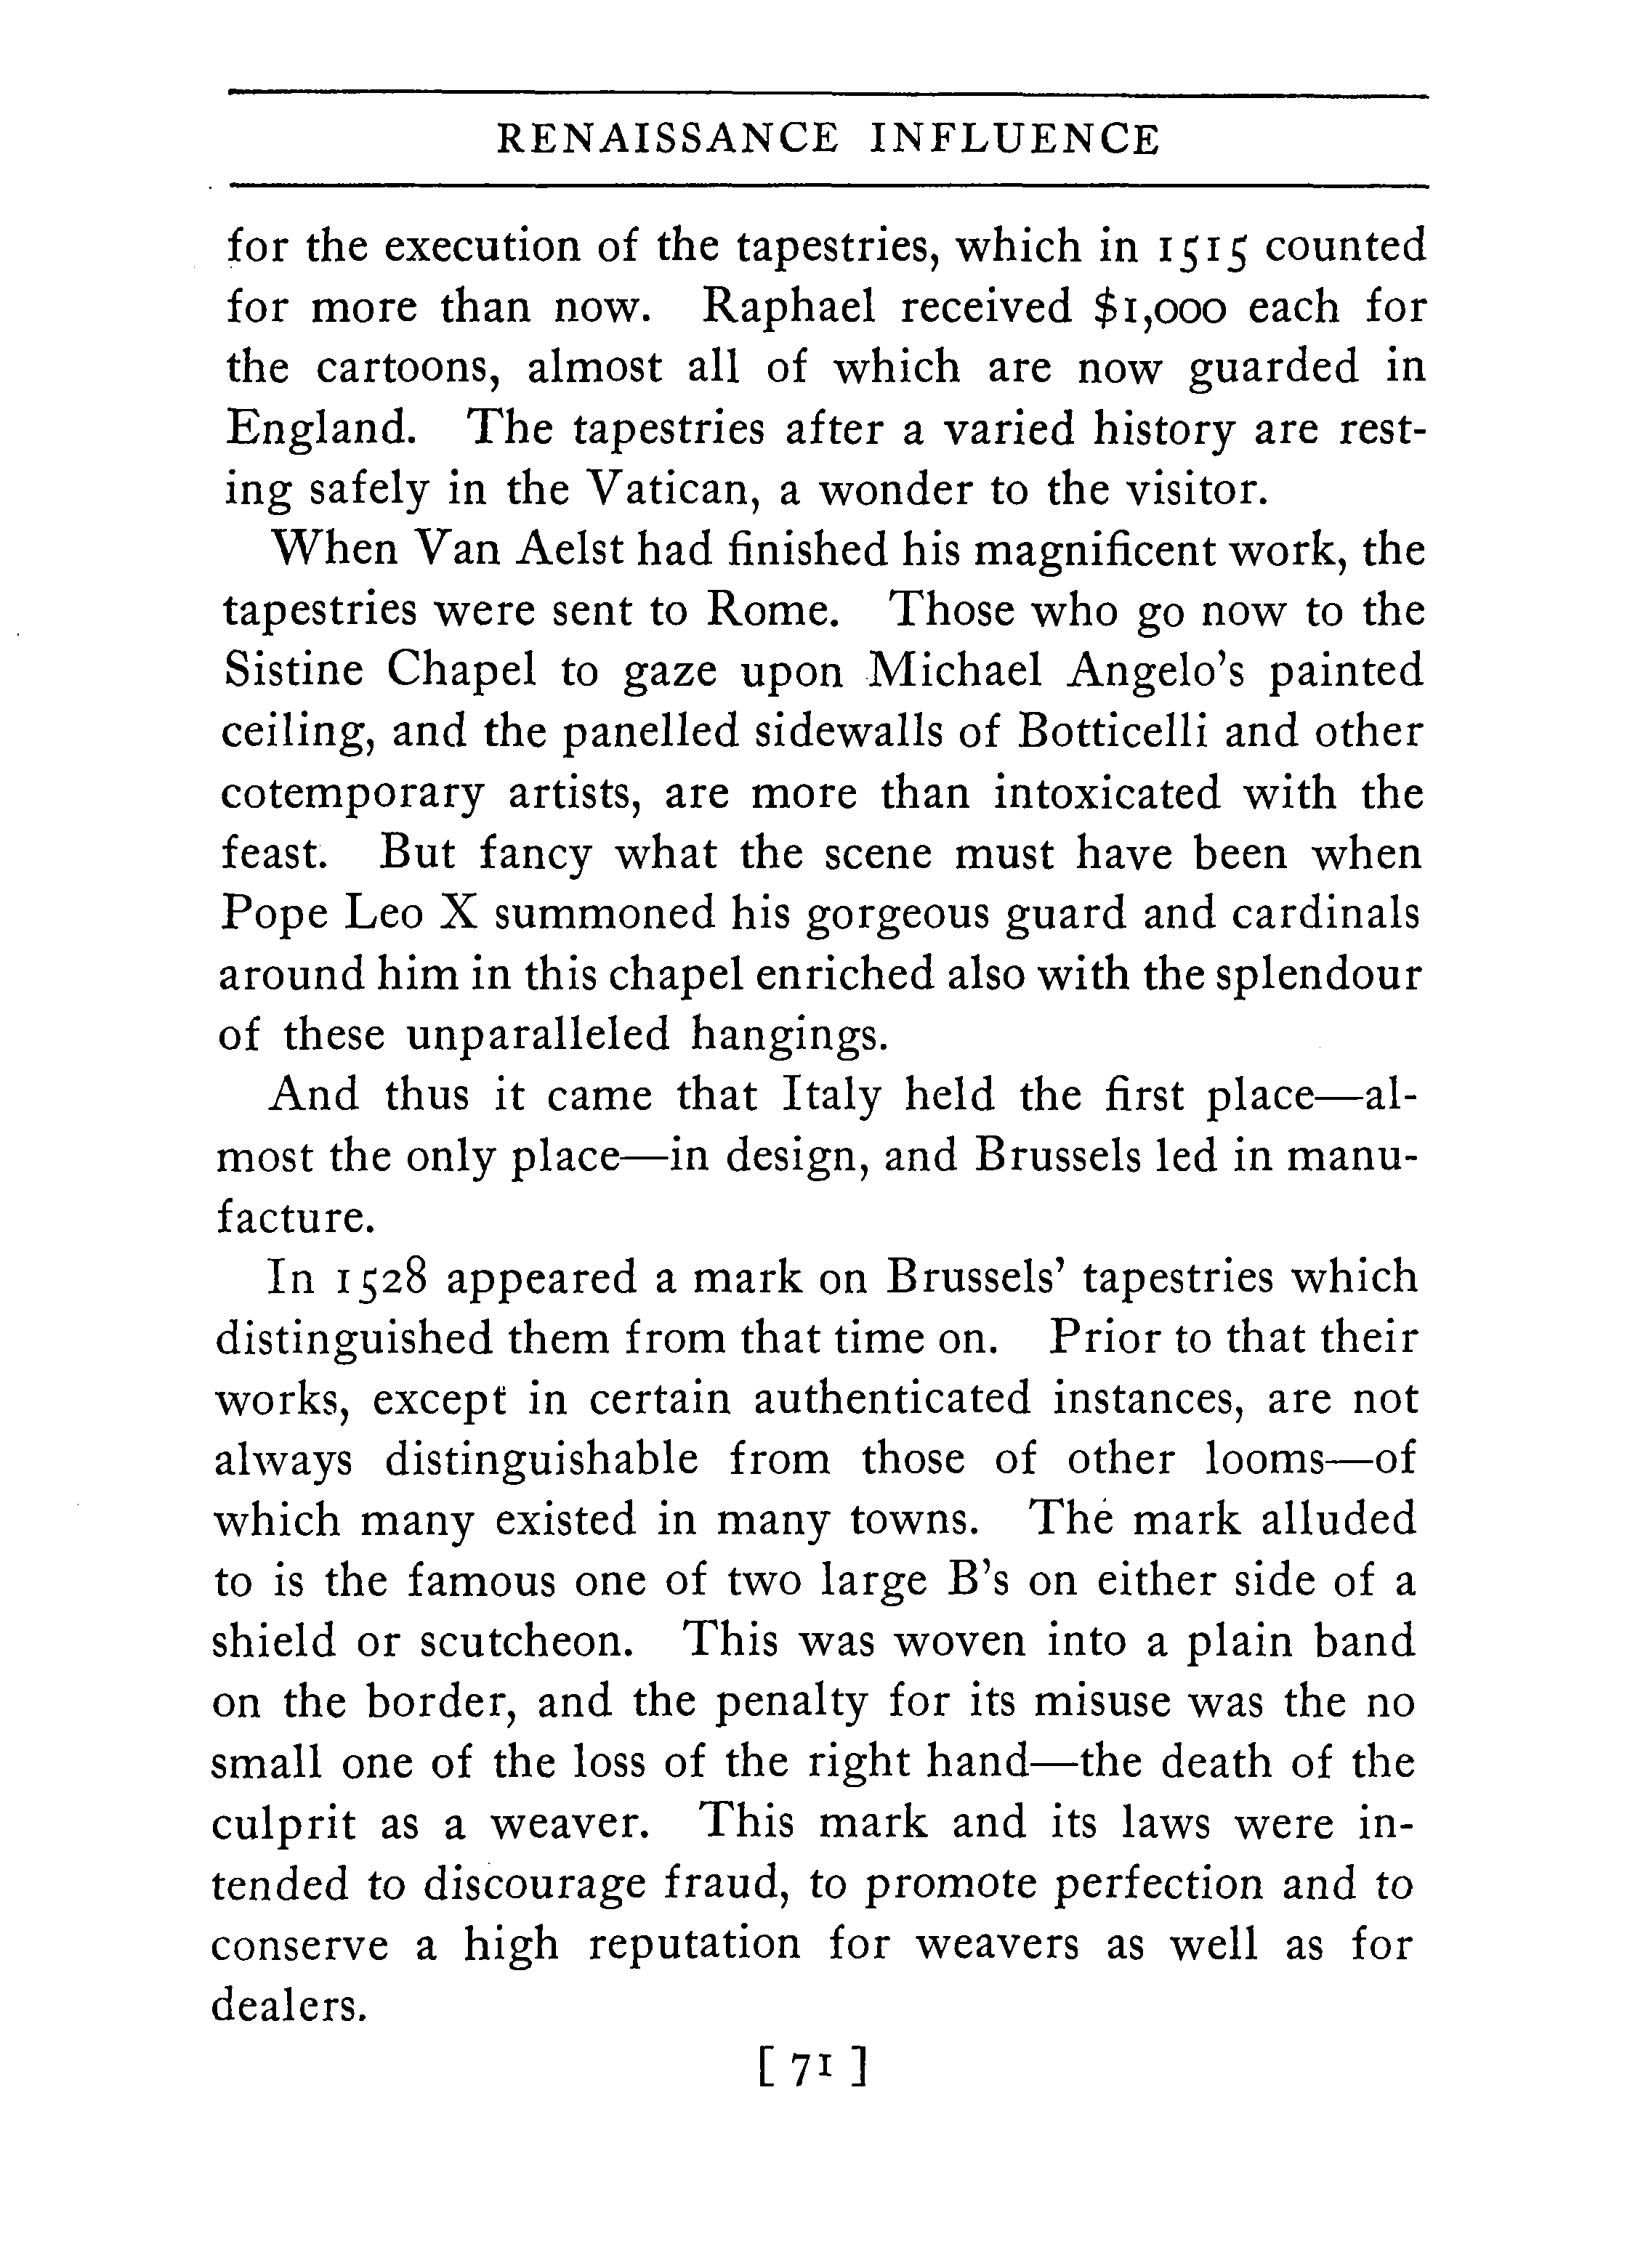 RENAISSANCE INFLUENCE
for the execution of the tapestries, which in 1515 counted
for more than now. Raphael received $1,000 each for
the cartoons, almost all of which are now guarded in
England. The tapestries after a varied history are rest-
ing safely in the Vatican, a wonder to the visitor.
When Van Aelst had finished his magnificent work, the
tapestries were sent to Rome. Those who go now to the
Sistine Chapel to gaze upon Michael Angelo's painted
ceiling, and the panelled sidewalls of Botticelli and other
cotemporary artists, are more than intoxicated with the
feast. But fancy what the scene must have been when
Pope Leo X summoned his gorgeous guard and cardinals
around him in this chapel enriched also with the splendour
of these unparalleled hangings.
And thus it came that Italy held the first place—al-
most the only place—in design, and Brussels led in manu-
facture.
In 1528 appeared a mark on Brussels' tapestries which
distinguished them from that time on. Prior to that their
works, except in certain authenticated instances, are not
always distinguishable from those of other looms—of
which many existed in many towns. The mark alluded
to is the famous one of two large B's on either side of a
shield or scutcheon. This was woven into a plain band
on the border, and the penalty for its misuse was the no
small one of the loss of the right hand—the death of the
culprit as a weaver. This mark and its laws were in-
tended to discourage fraud, to promote perfection and to
conserve a high reputation for weavers as well as for
dealers.
[ 71 ]